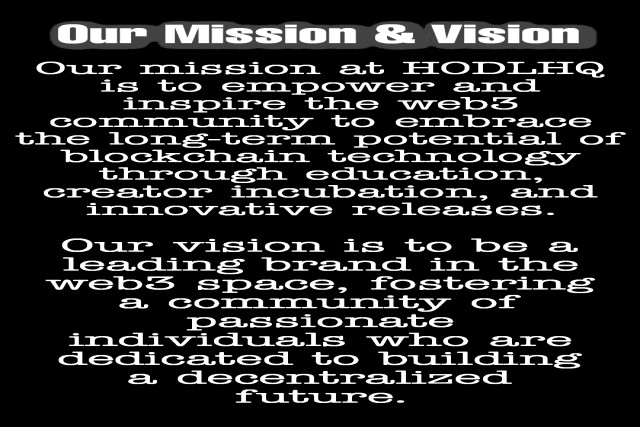 Our Mission & Vision
Our mission at HODLHQ
is to empower and
inspire the web3
community to embrace
the long-term potential of
blockchain technology
through education,
creator incubation, and
innovative releases.
Our vision is to be a
leading brand in the
web3 space, fostering
a community of
passionate
individuals who are
dedicated to building
a decentralized
future.